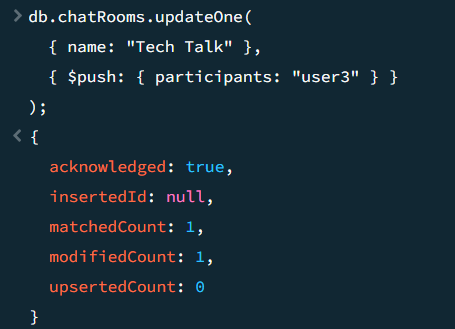 > db.chatRooms.updateOne(
{ name: "Tech Talk" },
{ $push: { participants: "user3" } }
);
< {
acknowledged: true,
insertedId: null,
matchedCount: 1,
modifiedCount: 1,
upsertedCount: 0
}